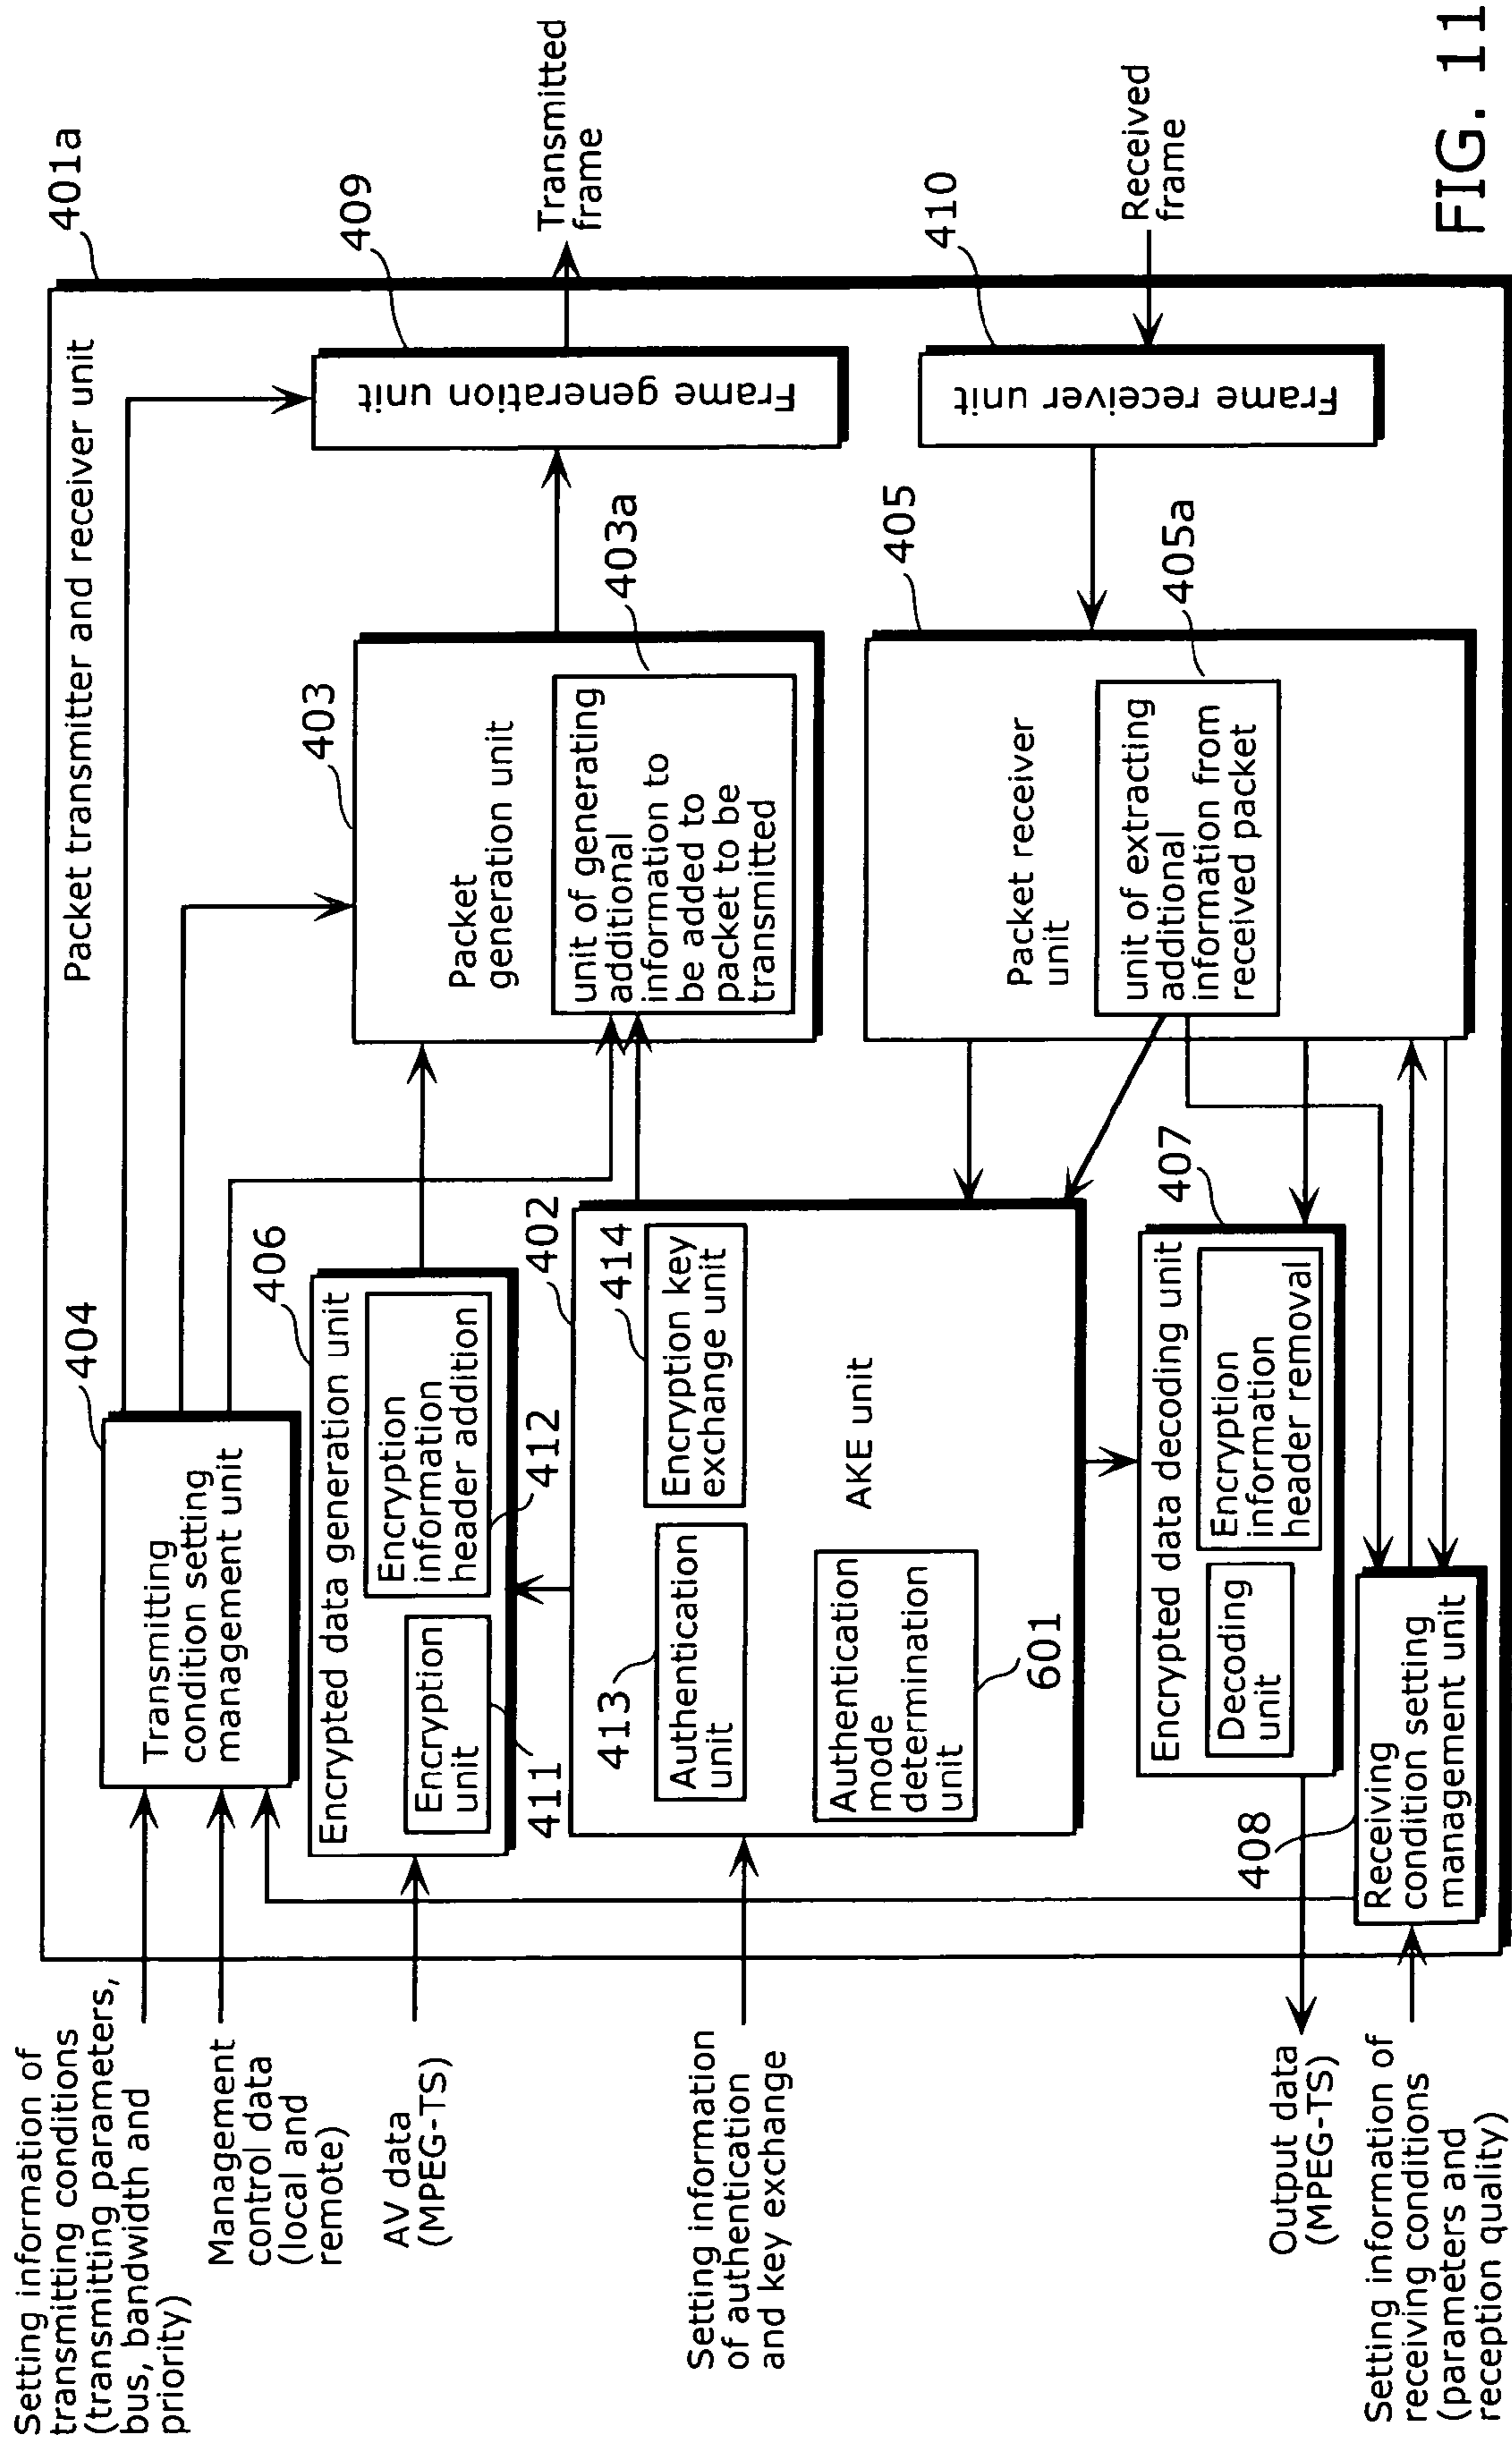 401a
Packet transmitter and receiver unit
Setting information of
transmitting conditions
(transmitting parameters,
bus, bandwidth and
priority)
Management
control data
(local and
remote)
404
Transmitting
condition setting
management unit
AV data
(MPEG-TS)
406
Encrypted data generation unit
Encryption
unit
411
Encryption
information
header addition
412
403
Packet
generation unit
403a
unit of generating
additional
information to
be added to
packet to be
transmitted
409
Frame generation unit
Transmitted
frame
Setting information
of authentication
and key exchange
402
413
Authentication
unit
414
Encryption key
exchange unit
AKE unit
Authentication
mode
determination
unit
601
405
Packet receiver
unit
405a
unit of extracting
additional
information from
received packet
410
Frame receiver unit
Received
frame
407
Encrypted data decoding unit
Decoding
unit
Encryption
information
header removal
Output data
(MPEG-TS)
408
Receiving
condition setting
management unit
Setting information of
receiving conditions
(parameters and
reception quality)
FIG. 11